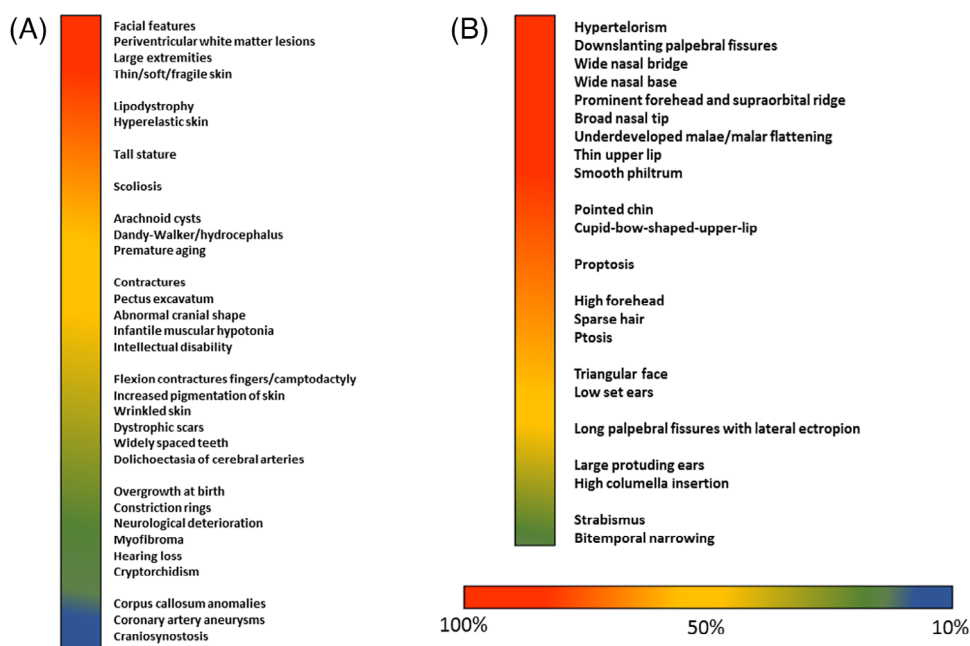 (A)
Facial features
Periventricular white matter lesions
Large extremities
Thin/soft/fragile skin
Lipodystrophy
Hyperelastic skin
Tall stature
Scoliosis
Arachnoid cysts
Dandy-Walker/hydrocephalus
Premature aging
Contractures
Pectus excavatum
Abnormal cranial shape
Infantile muscular hypotonia
Intellectual disability
Flexion contractures fingers/camptodactyly
Increased pigmentation of skin
Wrinkled skin
Dystrophic scars
Widely spaced teeth
Dolichoectasia of cerebral arteries
Overgrowth at birth
Constriction rings
Neurological deterioration
Myofibroma
Hearing loss
Cryptorchidism
Corpus callosum anomalies
Coronary artery aneurysms
Craniosynostosis
(B)
Hypertelorism
Downslanting palpebral fissures
Wide nasal bridge
Wide nasal base
Prominent forehead and supraorbital ridge
Broad nasal tip
Underdeveloped malae/malar flattening
Thin upper lip
Smooth philtrum
Pointed chin
Cupid-bow-shaped-upper-lip
Proptosis
High forehead
Sparse hair
Ptosis
Triangular face
Low set ears
Long palpebral fissures with lateral ectropion
Large protuding ears
High columella insertion
Strabismus
Bitemporal narrowing
100% 50% 10%